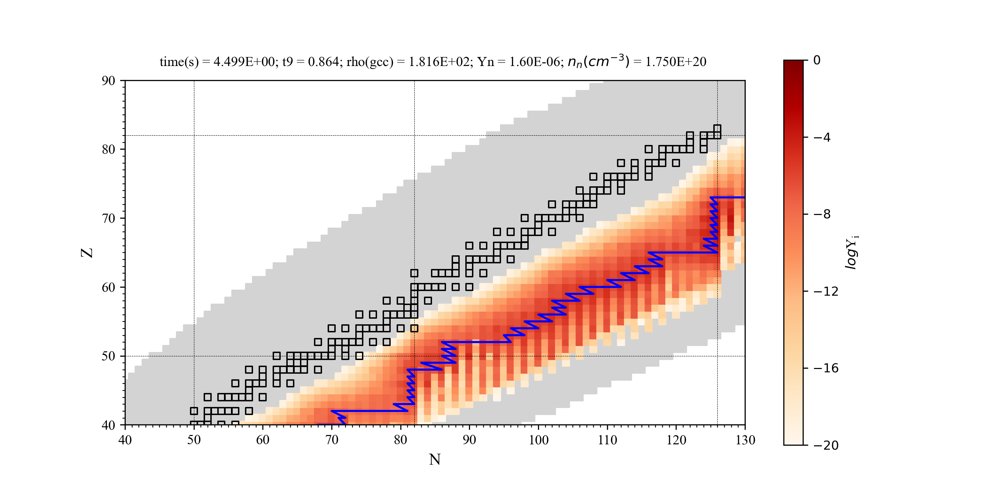 time(s) = 4.499E+00; t9 = 0.864; rho(gcc) = 1.816E+02; Yn = 1.60E-06; $n_n(cm^{-3})$ = 1.750E+20
90
80
70
60
50
40
Z
40 50 60 70 80 90 100 110 120 130
N
0
−4
−8
−12
−16
−20
$logY_i$